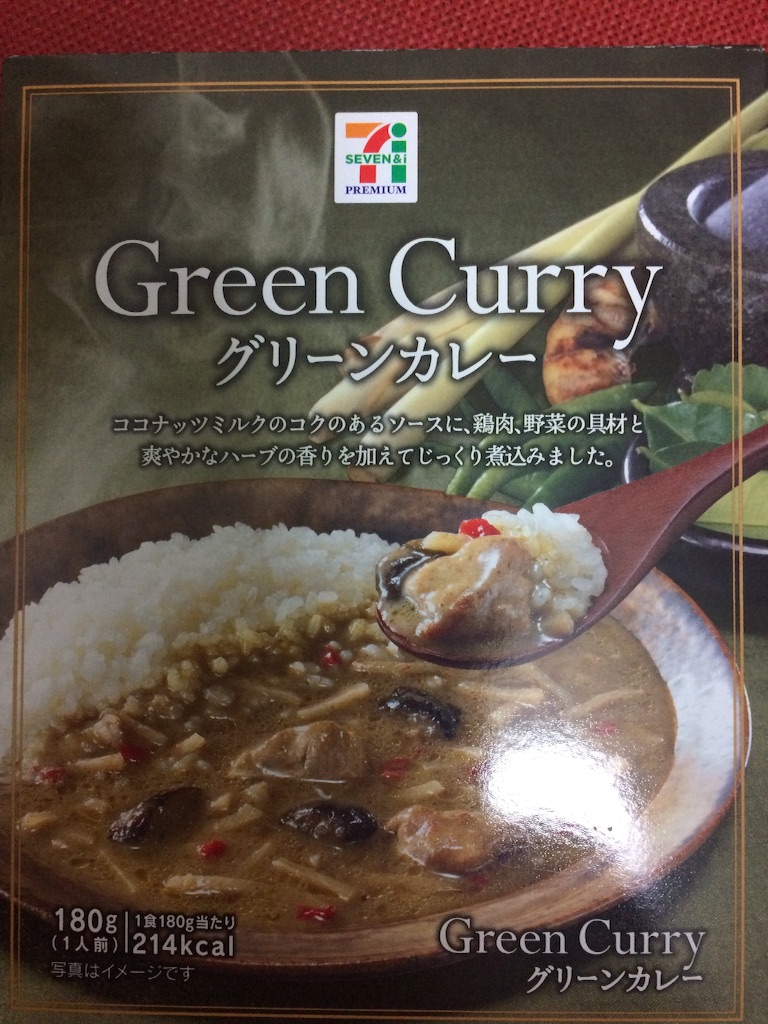 SEVEN&i
PREMIUM
Green Curry
グリーンカレー
ココナッツミルクのコクのあるソースに、鶏肉、野菜の具材と
爽やかなハーブの香りを加えてじっくり煮込みました。
180g
(1人前)
1食180g当たり
214kcal
写真はイメージです
Green Curry
グリーンカレー